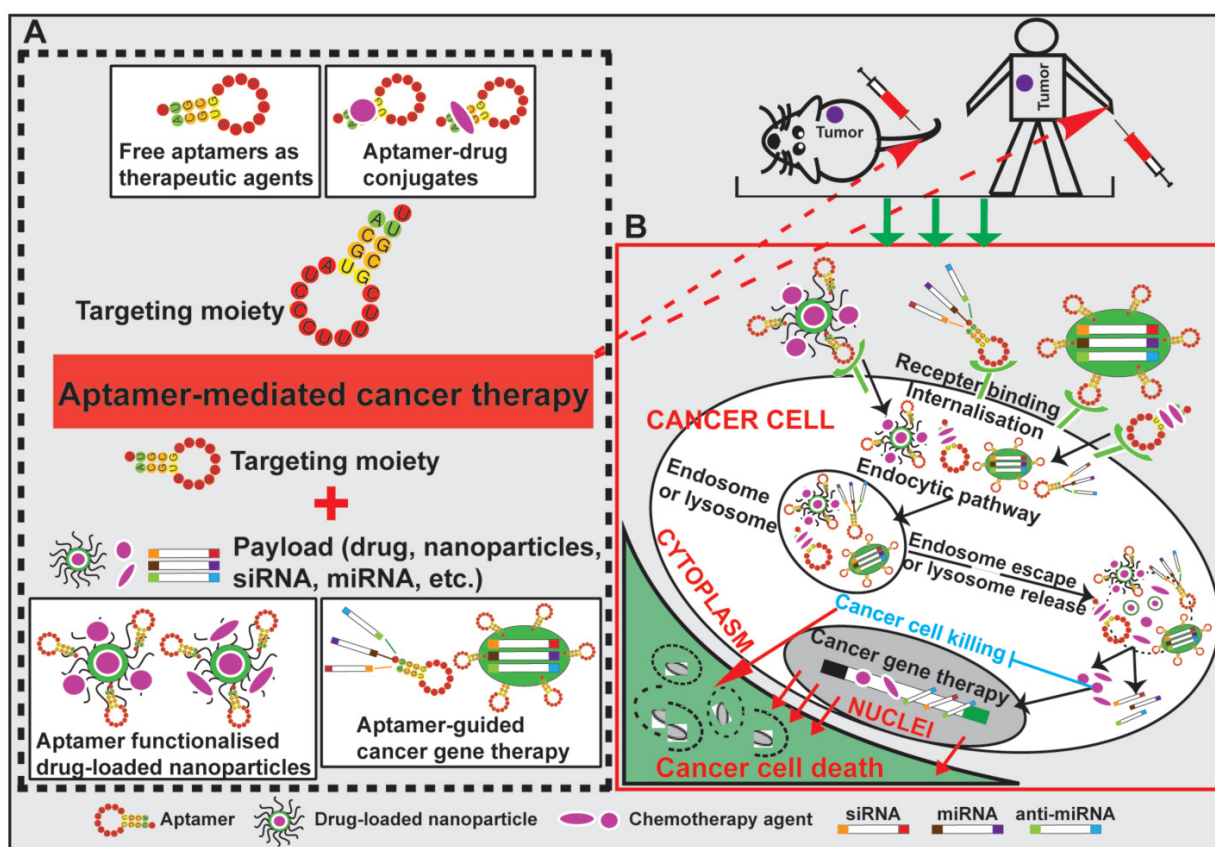 A
Free aptamers as
therapeutic agents
Aptamer-drug
conjugates
Targeting moiety
Aptamer-mediated cancer therapy
Targeting moiety
+
Payload (drug, nanoparticles,
siRNA, miRNA, etc.)
Aptamer functionalised
drug-loaded nanoparticles
Aptamer-guided
cancer gene therapy
Tumor
Tumor
B
Recepter binding
Internalisation
CANCER CELL
Endocytic pathway
Endosome
or lysosome
Endosome escape
or lysosome release
CYTOPLASM
Cancer cell killing
Cancer gene therapy
NUCLEI
Cancer cell death
Aptamer
Drug-loaded nanoparticle
Chemotherapy agent
siRNA
miRNA
anti-miRNA